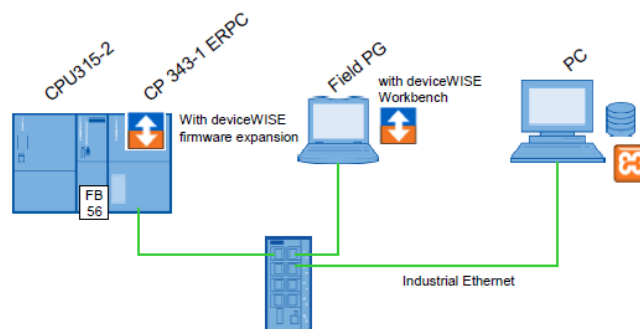 CPU315-2
CP 343-1 ERPC
With deviceWISE
firmware expansion
FB
56
Field PG
with deviceWISE
Workbench
PC
Industrial Ethernet